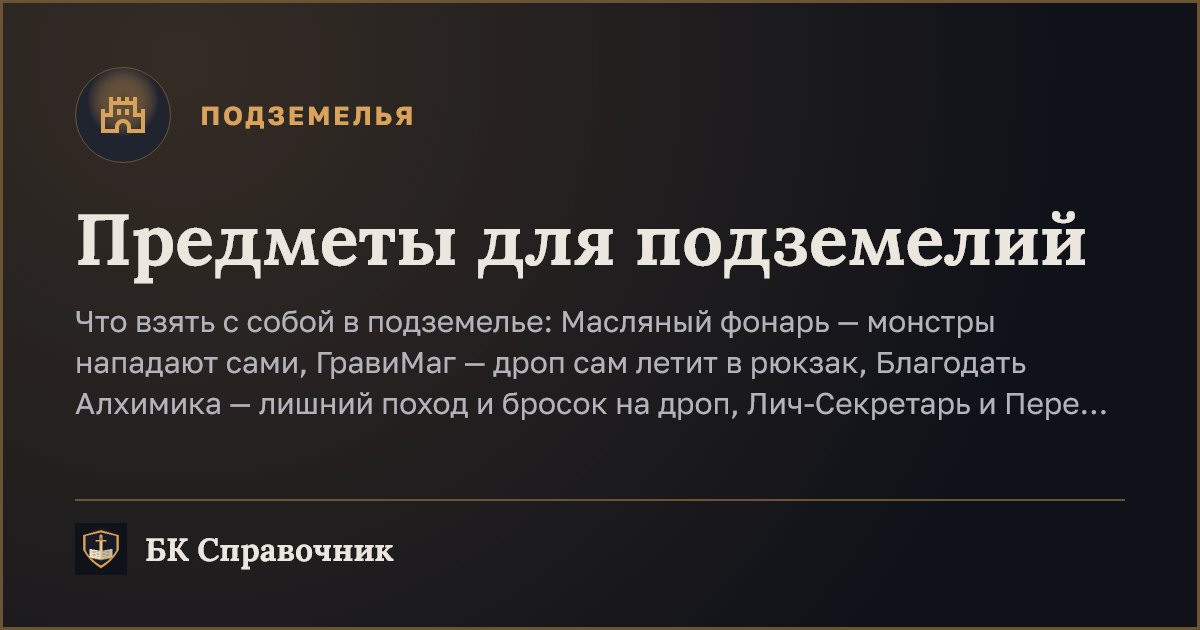 ПОДЗЕМЕЛЬЯ
Предметы для подземелий
Что взять с собой в подземелье: Масляный фонарь — монстры
нападают сами, ГравиМаг — дроп сам летит в рюкзак, Благодать
Алхимика — лишний поход и бросок на дроп, Лич-Секретарь и Пере...
БК Справочник